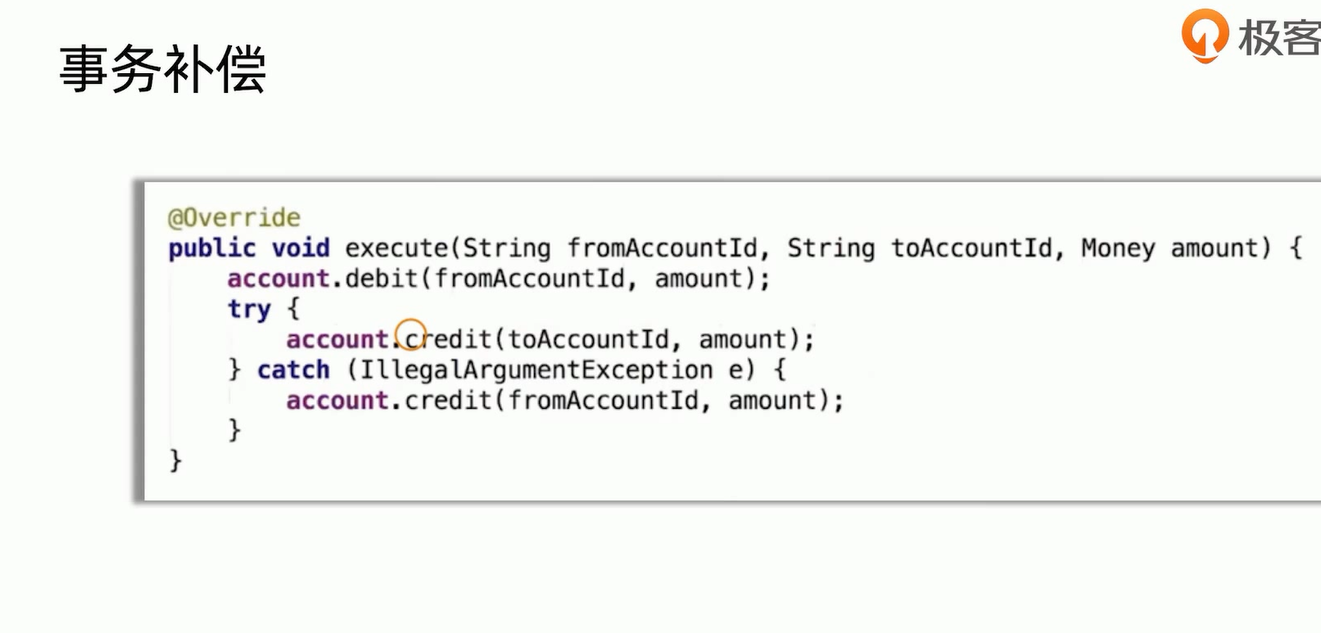 极客
事务补偿
@Override
public void execute(String fromAccountId, String toAccountId, Money amount) {
    account.debit(fromAccountId, amount);
    try {
        account.credit(toAccountId, amount);
    } catch (IllegalArgumentException e) {
        account.credit(fromAccountId, amount);
    }
}